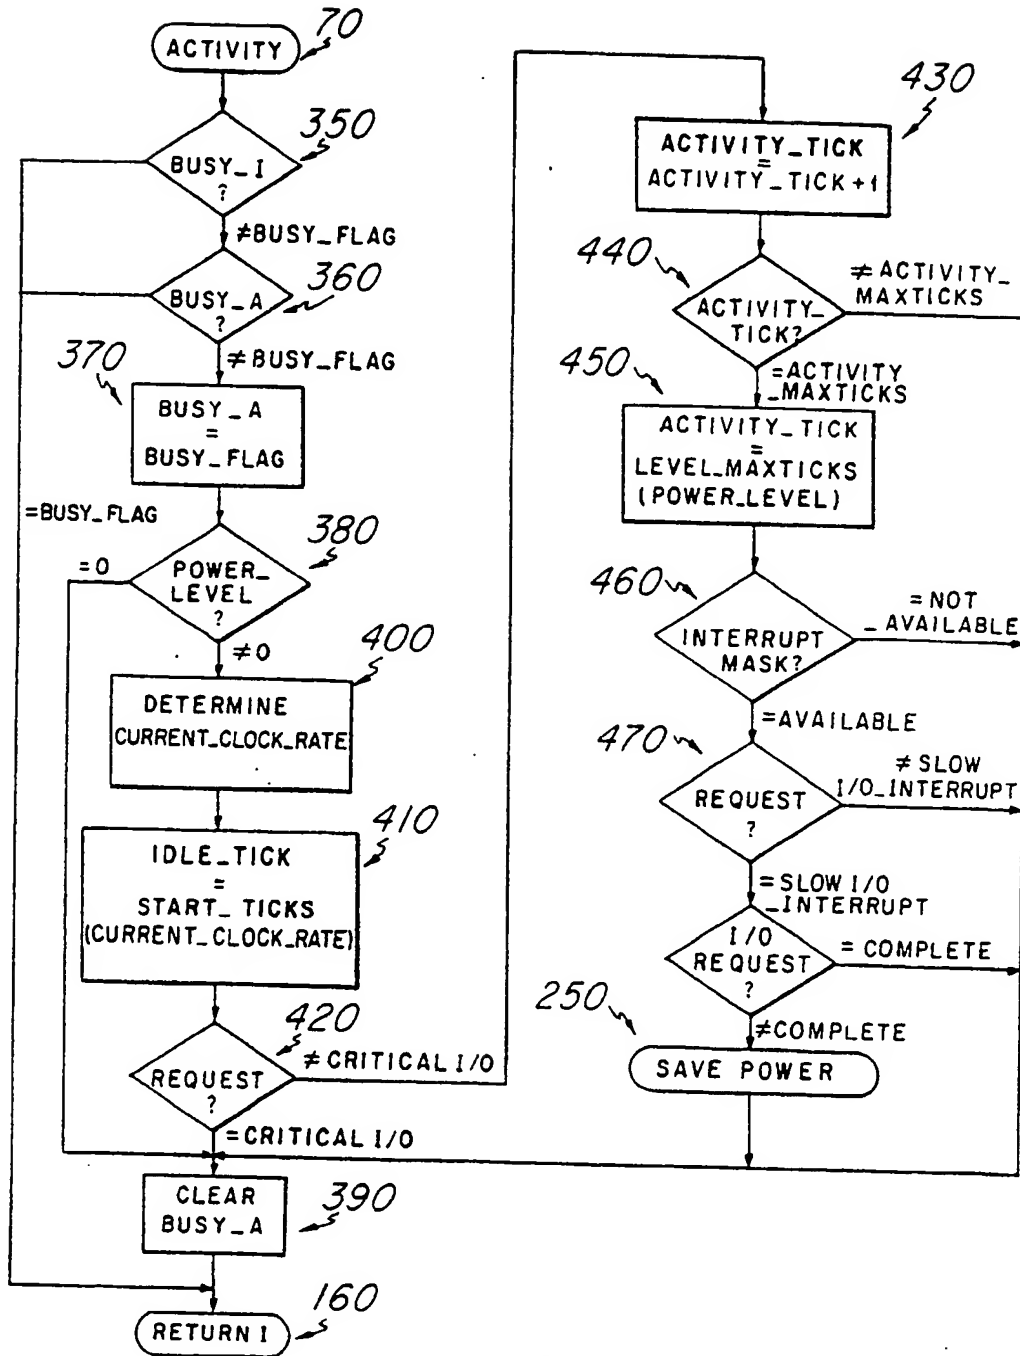 70
ACTIVITY
350
BUSY_I
?
≠BUSY_FLAG
360
BUSY_A
?
≠BUSY_FLAG
370
BUSY_A
=
BUSY_FLAG
=BUSY_FLAG
380
=0
POWER_
LEVEL
?
≠0
400
DETERMINE
CURRENT_CLOCK_RATE
410
IDLE_TICK
=
START_TICKS
(CURRENT_CLOCK_RATE)
420
≠CRITICAL I/O
REQUEST
?
=CRITICAL I/O
CLEAR
BUSY_A
390
160
RETURN I
430
ACTIVITY_TICK
=
ACTIVITY_TICK+1
440
≠ACTIVITY_
MAXTICKS
ACTIVITY_
TICK?
450
=ACTIVITY
_MAXTICKS
ACTIVITY_TICK
=
LEVEL_MAXTICKS
(POWER_LEVEL)
460
=NOT
_AVAILABLE
INTERRUPT
MASK?
=AVAILABLE
470
≠SLOW
I/O_INTERRUPT
REQUEST
?
=SLOW I/O
_INTERRUPT
I/O
REQUEST
?
=COMPLETE
250
≠COMPLETE
SAVE POWER